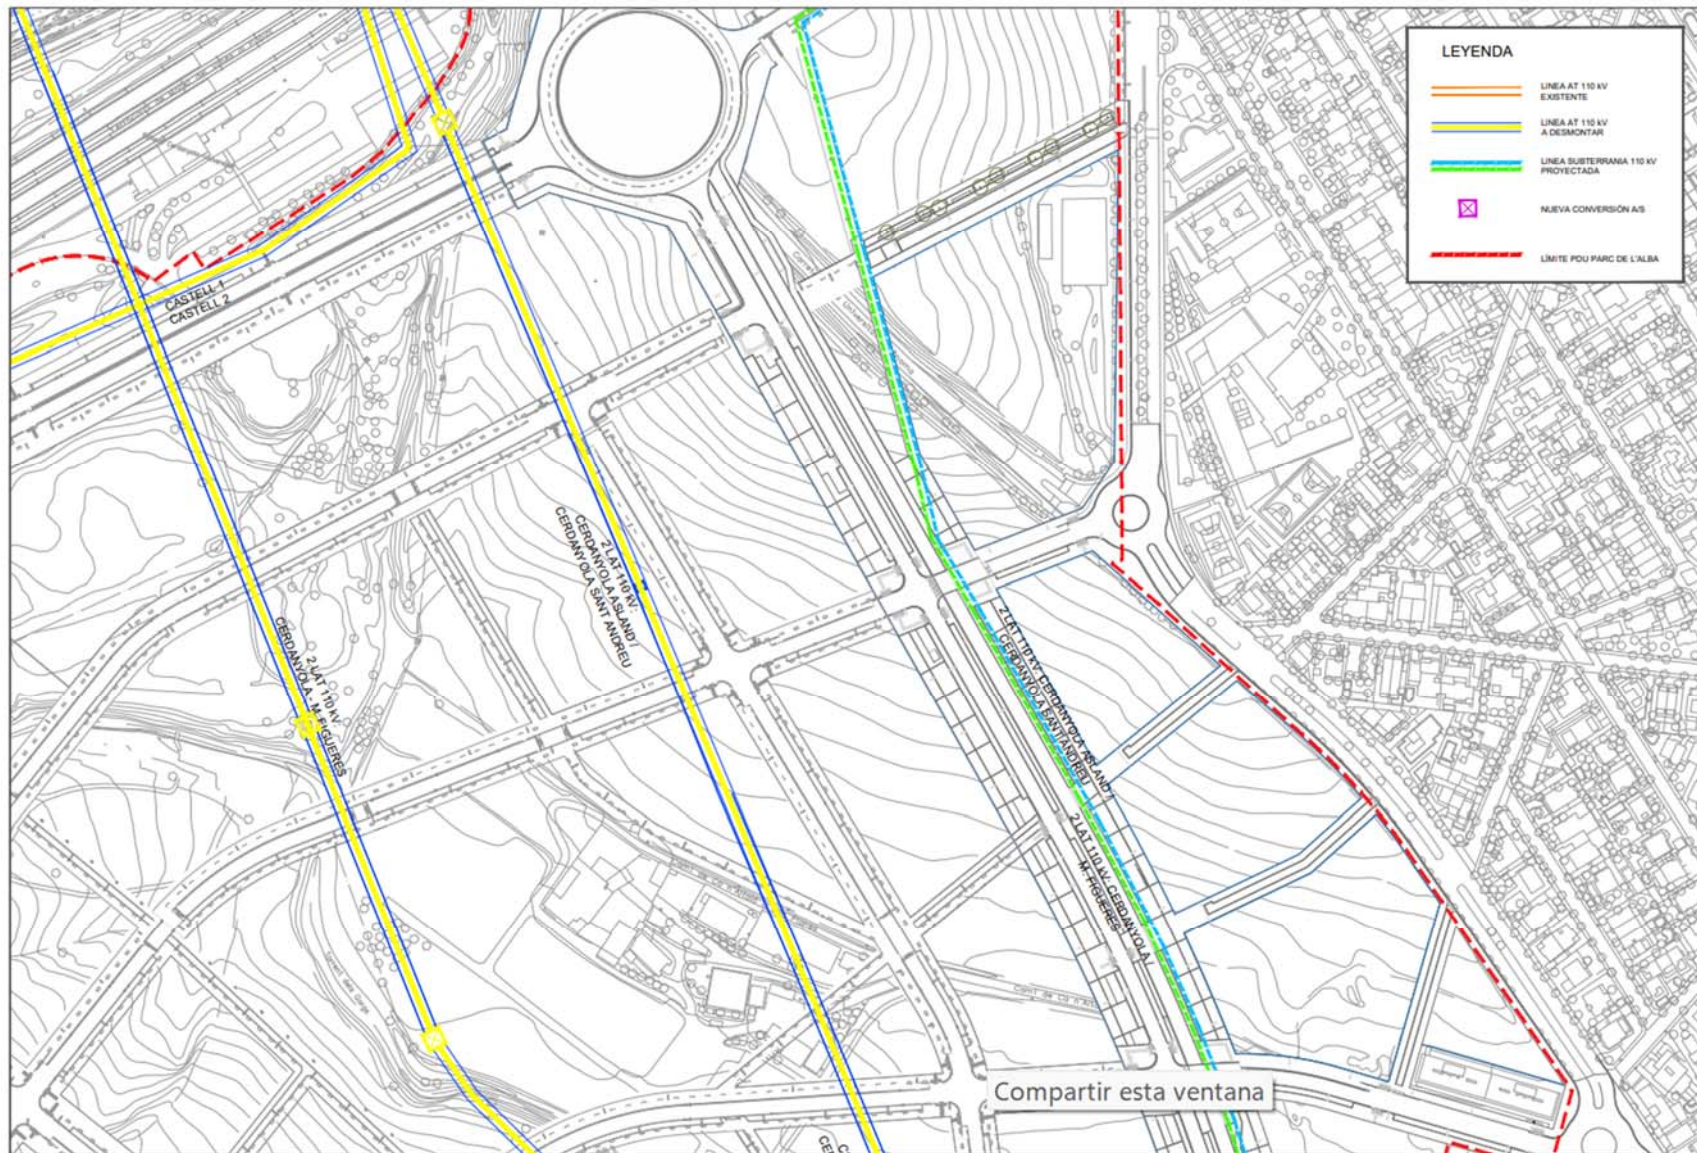 LEYENDA
LINEA AT 110 kV
EXISTENTE
LINEA AT 110 kV
A DESMONTAR
LINEA SUBTERRANIA 110 kV
PROYECTADA
NUEVA CONVERSIÓN A/S
LÍMITE PDU PARC DE L'ALBA
CASTELL 1
CASTELL 2
2 LAT 110 kV:
CERDANYOLA ASLAND /
CERDANYOLA SANT ANDREU
2 LAT 110 kV:
CERDANYOLA - M. FIGUERES
2 LAT 110 kV: CERDANYOLA ASLAND /
CERDANYOLA SANT ANDREU
2 LAT 110 kV: CERDANYOLA /
M. FIGUERES
Compartir esta ventana